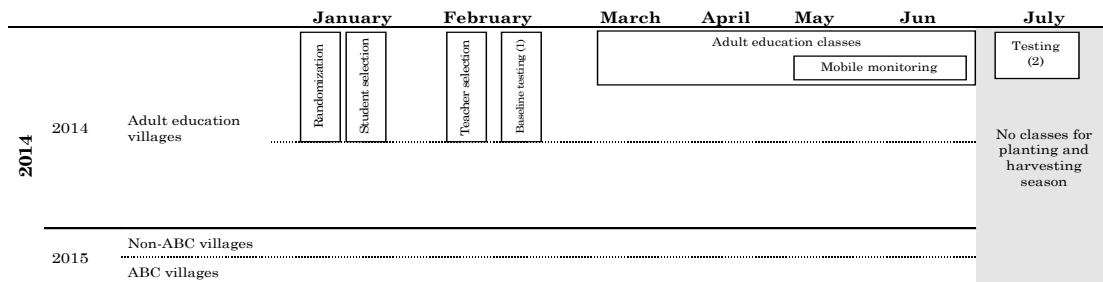 January February March April May Jun July
Adult education classes
Mobile monitoring
Testing
(2)
Randomization
Student selection
Teacher selection
Baseline testing (1)
2014
2014
Adult education
villages
No classes for
planting and
harvesting
season
2015
Non-ABC villages
ABC villages